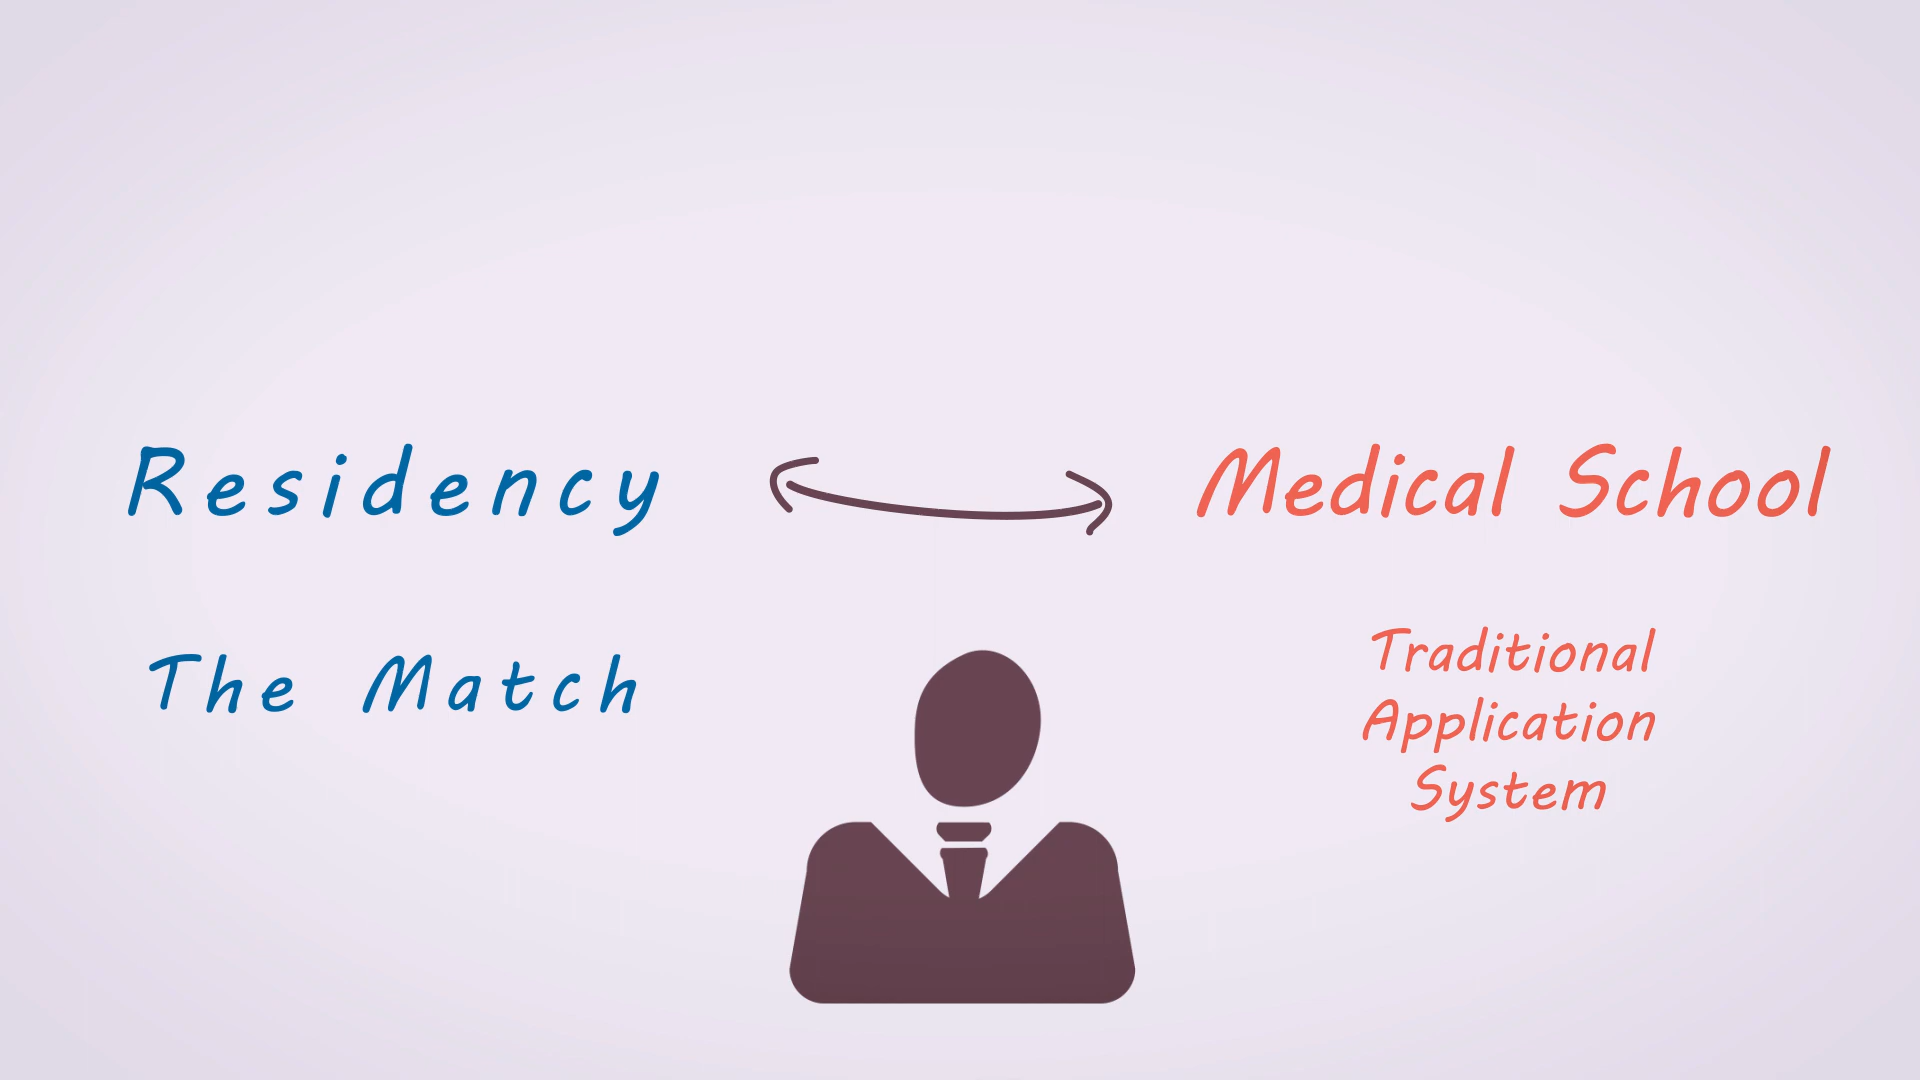 Residency
Medical School
The Match
Traditional
Application
System